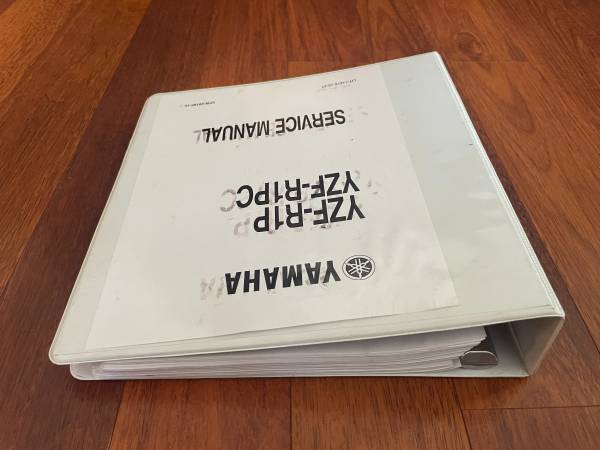 YAMAHA
YZF-R1P
YZF-R1PC
SERVICE MANUAL